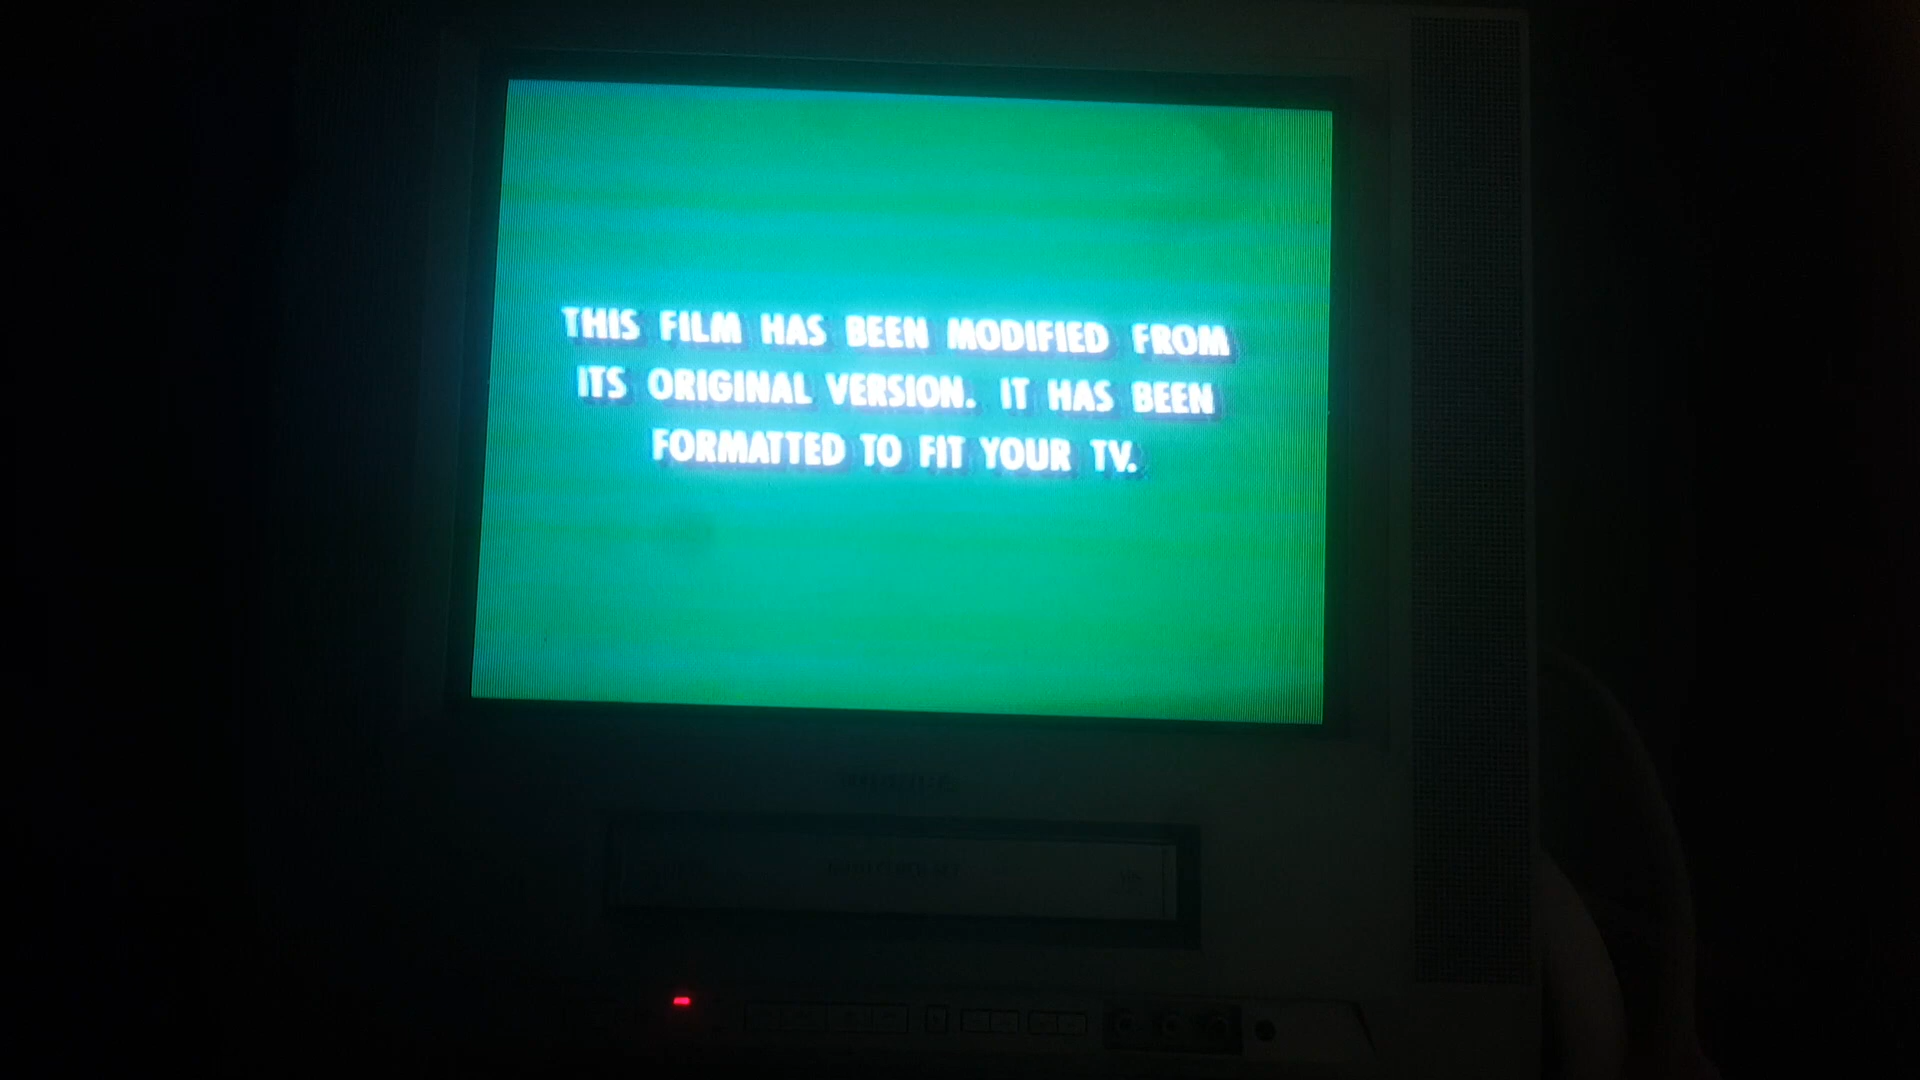 THIS FILM HAS BEEN MODIFIED FROM
ITS ORIGINAL VERSION. IT HAS BEEN
FORMATTED TO FIT YOUR TV.